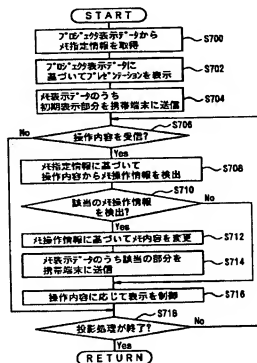 START
プロジェクタ表示データから
メモ指定情報を取得
S700
プロジェクタ表示データに
基づいてプレゼンテーションを表示
S702
メモ表示データのうち
初期表示部分を携帯端末に送信
S704
S706
No
操作内容を受信?
Yes
メモ指定情報に基づいて
操作内容からメモ操作情報を検出
S708
S710
該当のメモ操作情報
を検出?
No
Yes
メモ操作情報に基づいてメモ内容を変更
S712
メモ表示データのうち該当の部分を
携帯端末に送信
S714
操作内容に応じて表示を制御
S716
S718
投影処理が終了?
No
Yes
RETURN